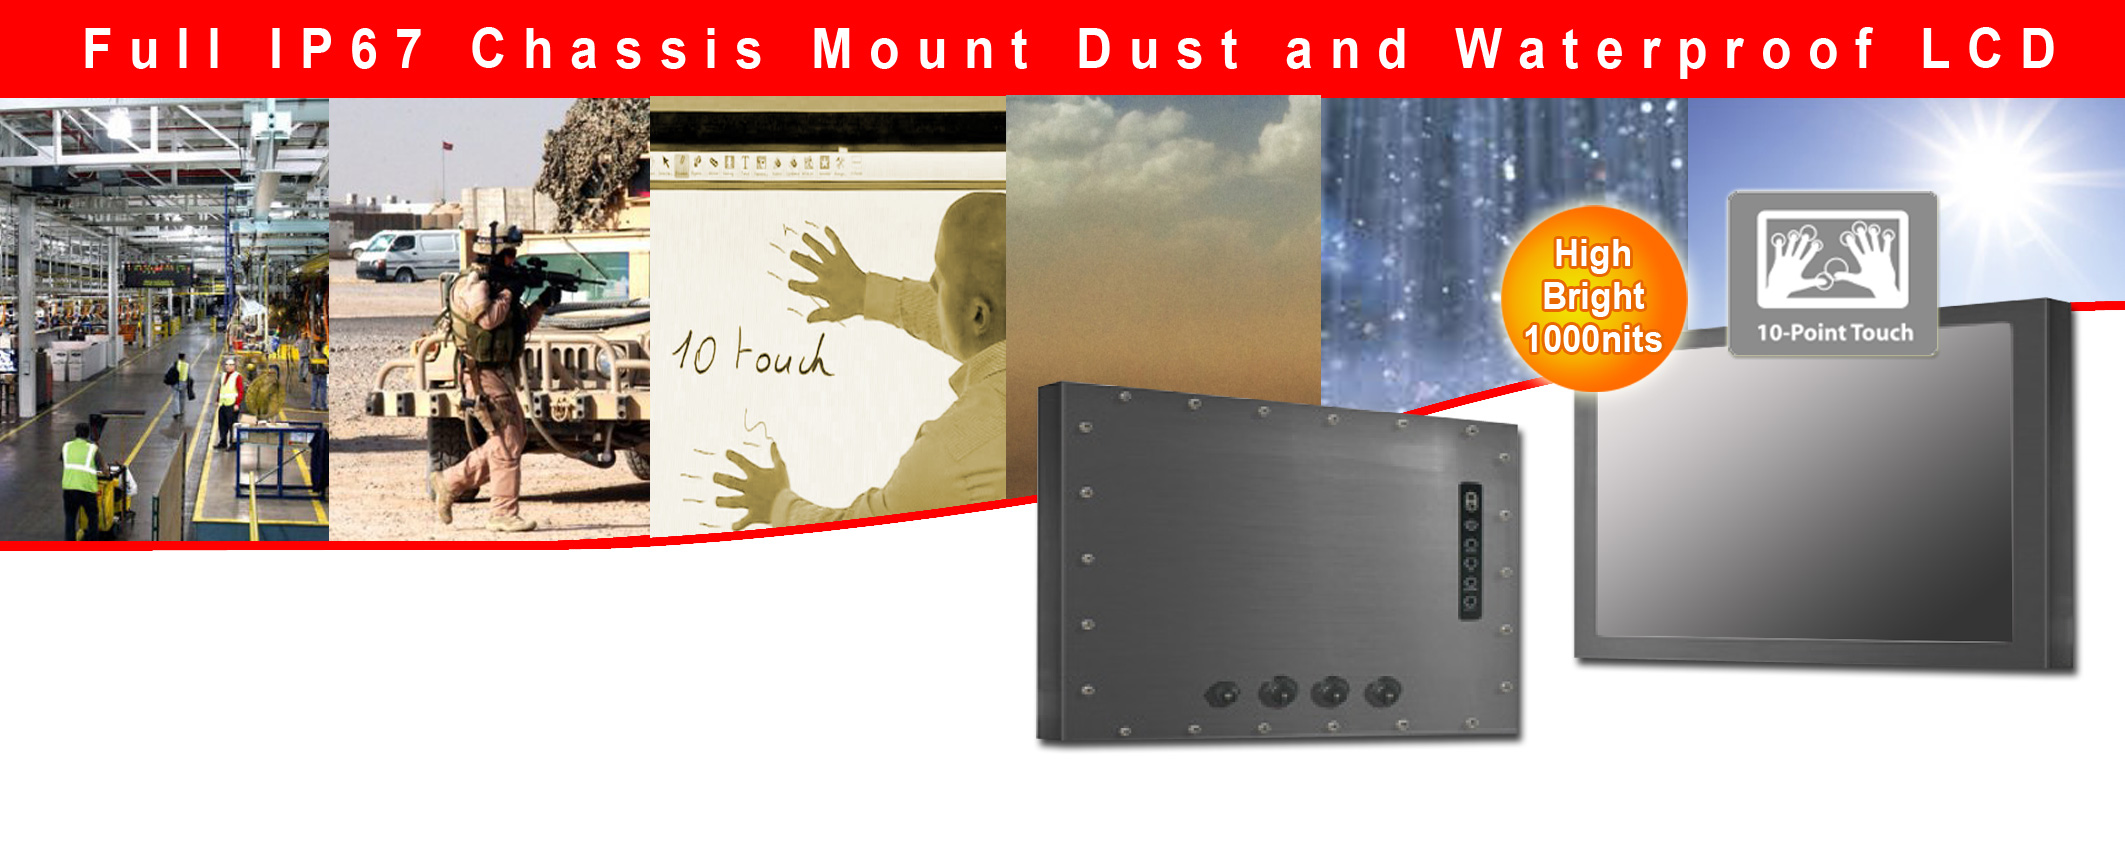 Full IP67 Chassis Mount Dust and Waterproof LCD
10 touch
High
Bright
1000nits
10-Point Touch